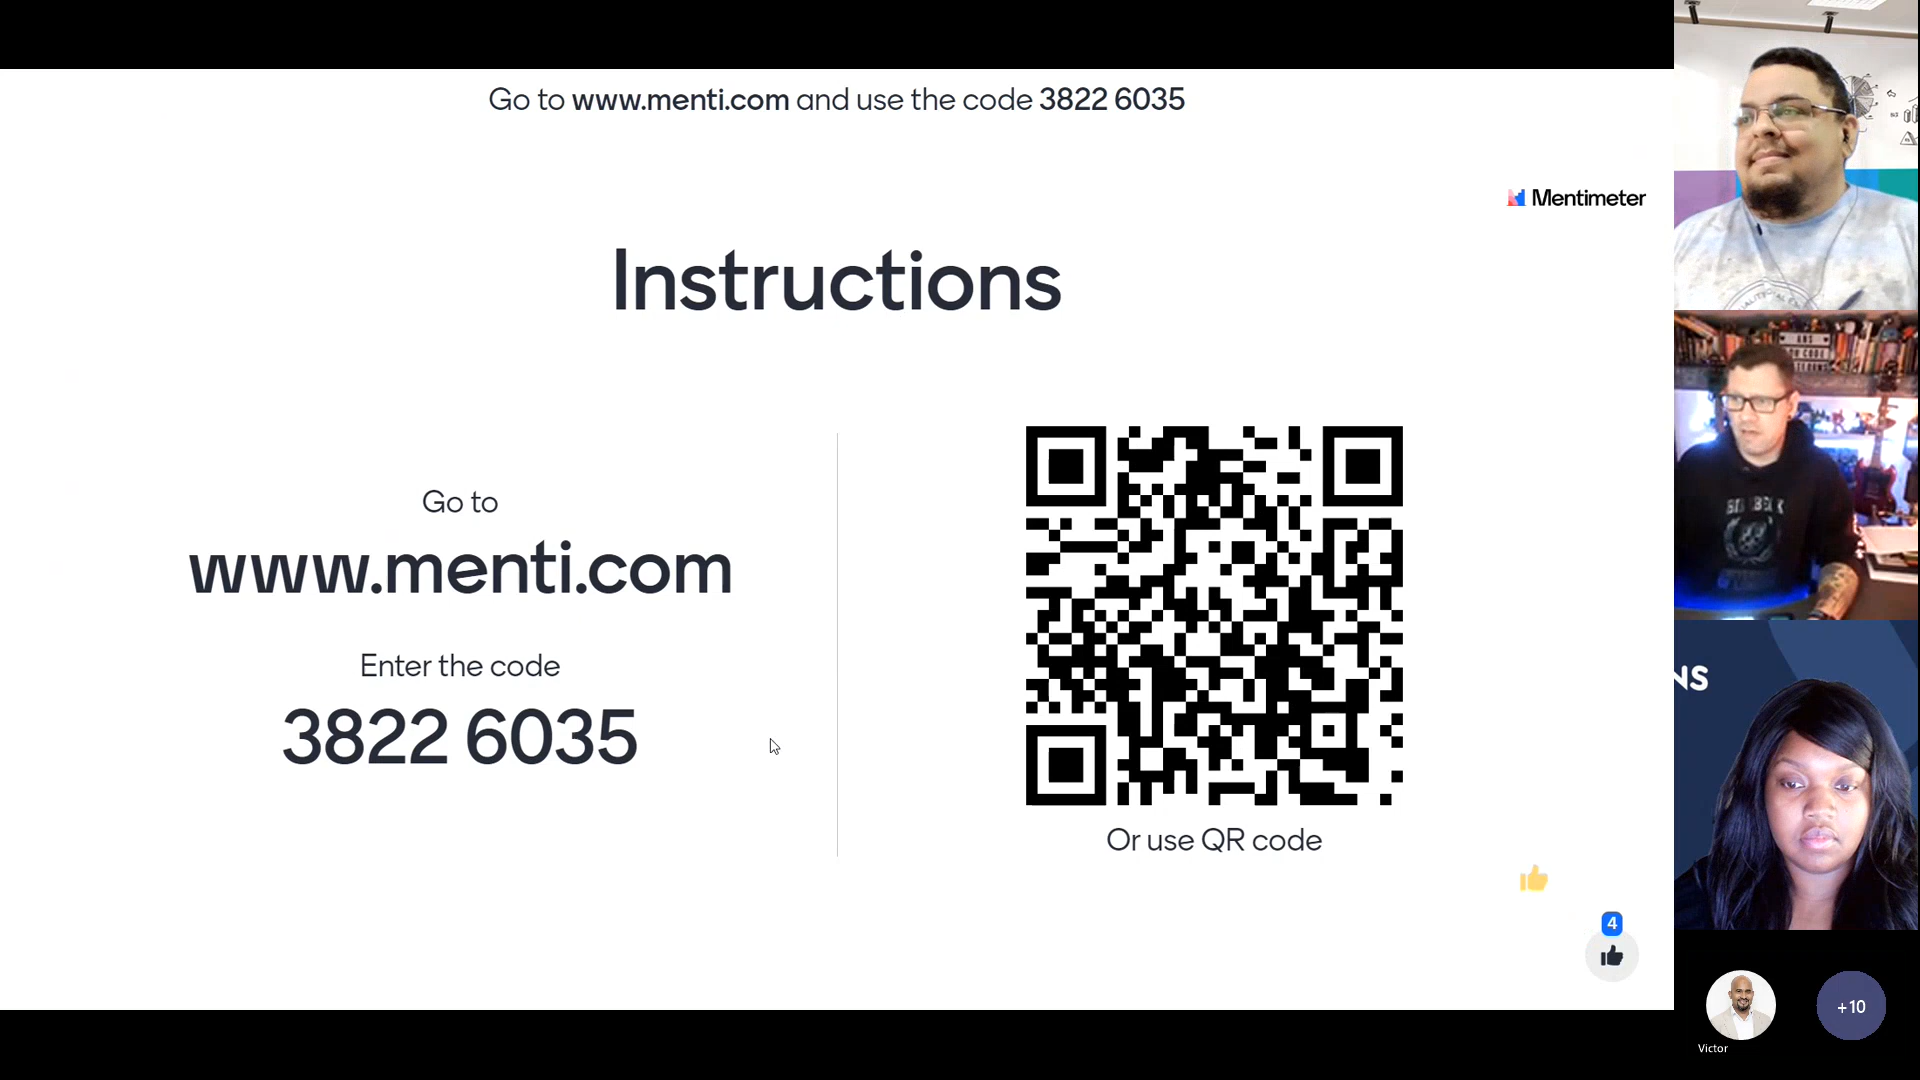 Go to www.menti.com and use the code 3822 6035
Mentimeter
Instructions
Go to
www.menti.com
Enter the code
3822 6035
Or use QR code
4
NS
Victor
+10